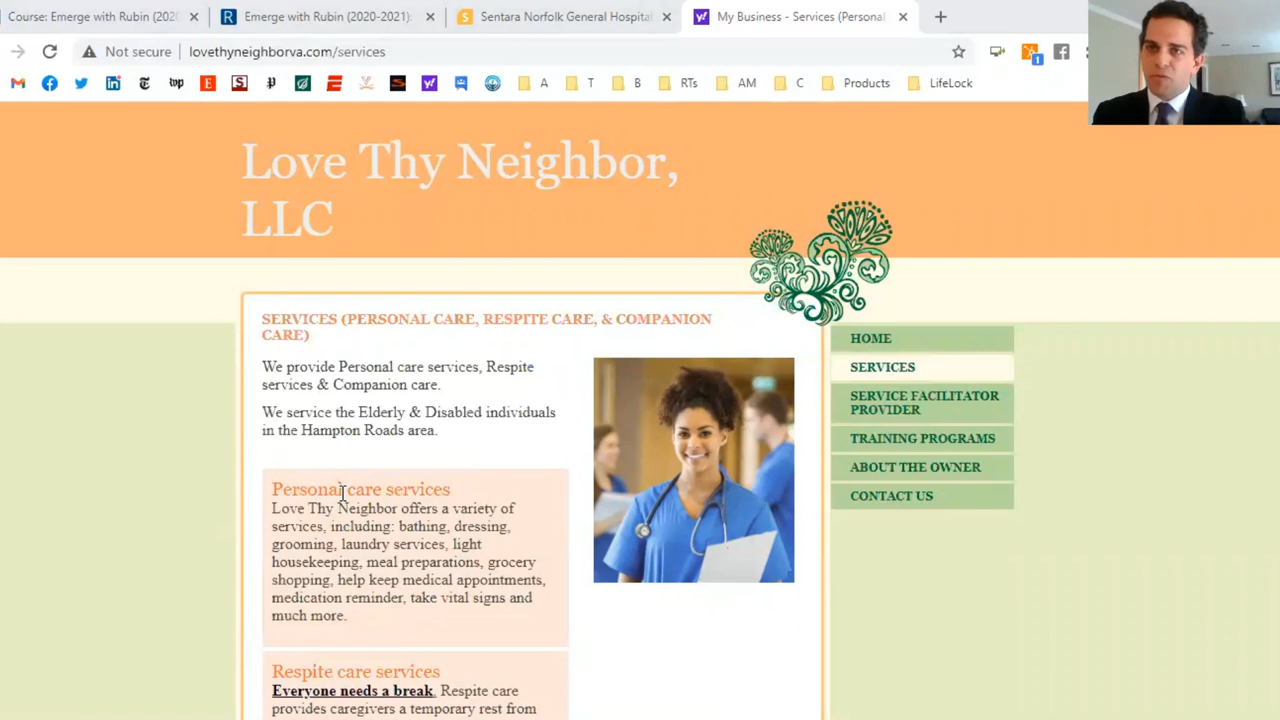 Course: Emerge with Rubin (202
Emerge with Rubin (2020-2021):
Sentara Norfolk General Hospital
My Business - Services (Personal
Not secure
lovethyneighborva.com/services
1
A
T
B
RTs
AM
C
Products
LifeLock
Love Thy Neighbor,
LLC
SERVICES (PERSONAL CARE, RESPITE CARE, & COMPANION
CARE)
We provide Personal care services, Respite
services & Companion care.
We service the Elderly & Disabled individuals
in the Hampton Roads area.
Personal care services
Love Thy Neighbor offers a variety of
services, including: bathing, dressing,
grooming, laundry services, light
housekeeping, meal preparations, grocery
shopping, help keep medical appointments,
medication reminder, take vital signs and
much more.
Respite care services
Everyone needs a break. Respite care
provides caregivers a temporary rest from
HOME
SERVICES
SERVICE FACILITATOR
PROVIDER
TRAINING PROGRAMS
ABOUT THE OWNER
CONTACT US